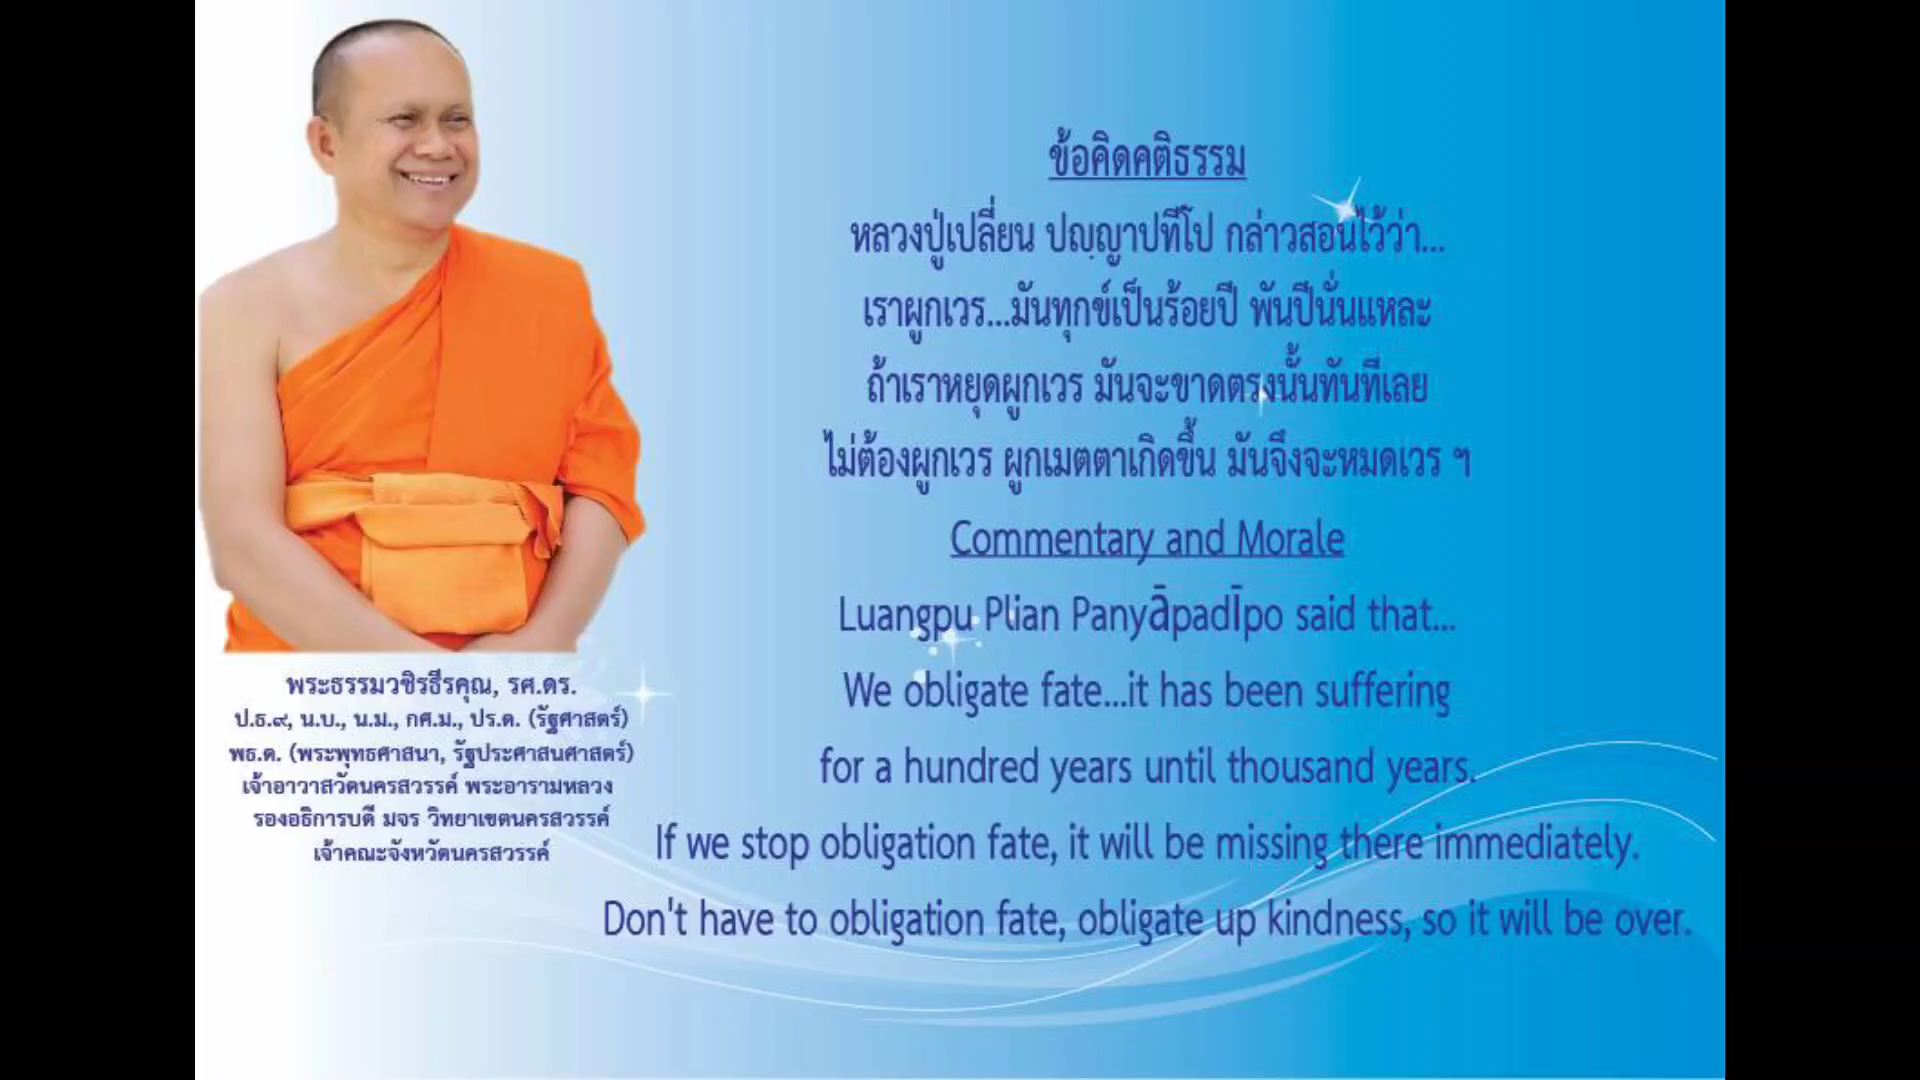 ข้อคิดคติธรรม
หลวงปู่เปลี่ยน ปญฺญาปทีโป กล่าวสอนไว้ว่า...
เราผูกเวร...มันทุกข์เป็นร้อยปี พันปีนั่นแหละ
ถ้าเราหยุดผูกเวร มันจะขาดตรงนั้นทันทีเลย
ไม่ต้องผูกเวร ผูกเมตตาเกิดขึ้น มันจึงจะหมดเวร ฯ
Commentary and Morale
Luangpu Plian Panyāpadīpo said that...
We obligate fate...it has been suffering
for a hundred years until thousand years.
If we stop obligation fate, it will be missing there immediately.
Don't have to obligation fate, obligate up kindness, so it will be over.
พระธรรมวชิรธีรคุณ, รศ.ดร.
ป.ธ.๙, น.บ., น.ม., กศ.ม., ปร.ด. (รัฐศาสตร์)
พธ.ด. (พระพุทธศาสนา, รัฐประศาสนศาสตร์)
เจ้าอาวาสวัดนครสวรรค์ พระอารามหลวง
รองอธิการบดี มจร วิทยาเขตนครสวรรค์
เจ้าคณะจังหวัดนครสวรรค์